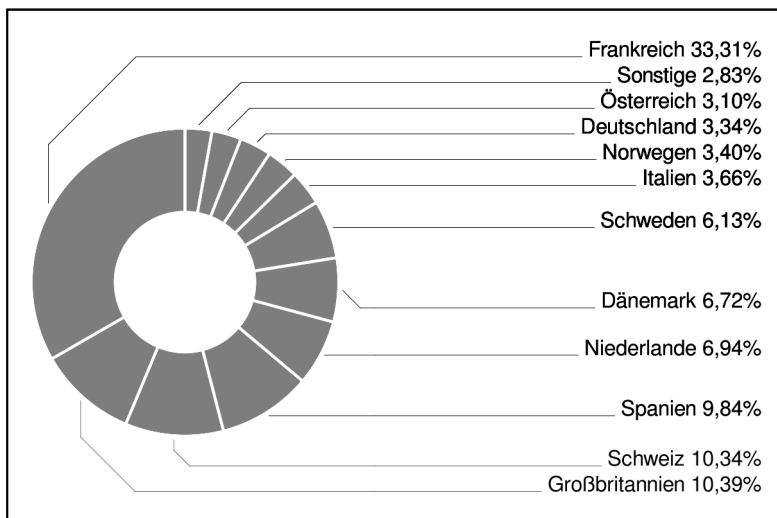 Frankreich 33,31%
Sonstige 2,83%
Österreich 3,10%
Deutschland 3,34%
Norwegen 3,40%
Italien 3,66%
Schweden 6,13%
Dänemark 6,72%
Niederlande 6,94%
Spanien 9,84%
Schweiz 10,34%
Großbritannien 10,39%